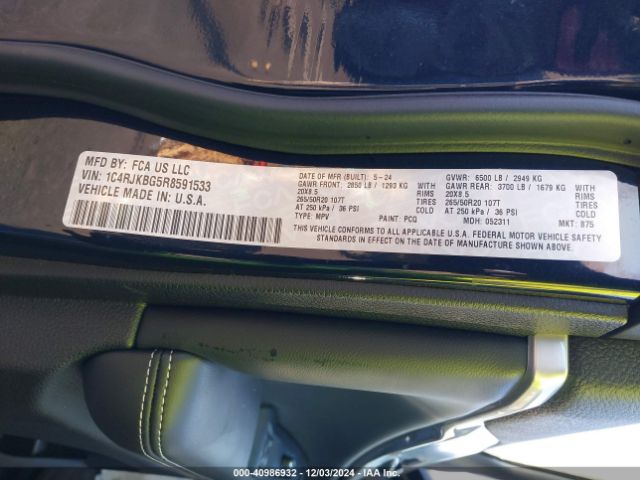 MFD BY: FCA US LLC
VIN: 1C4RJKBG5R8591533
VEHICLE MADE IN: U.S.A.
DATE OF MFR (BUILT): 5-24 GVWR: 6500 LB / 2949 KG
GAWR FRONT: 2850 LB / 1293 KG WITH GAWR REAR: 3700 LB / 1679 KG WITH
20X8.5 RIMS 20X8.5 RIMS
265/50R20 107T TIRES 265/50R20 107T TIRES
AT 250 kPa / 36 PSI COLD AT 250 kPa / 36 PSI COLD
TYPE: MPV PAINT: PCQ MDH: 052311 MKT: 875
THIS VEHICLE CONFORMS TO ALL APPLICABLE U.S.A. FEDERAL MOTOR VEHICLE SAFETY
STANDARDS IN EFFECT ON THE DATE OF MANUFACTURE SHOWN ABOVE.
000-40986932 - 12/03/2024 - IAA Inc.